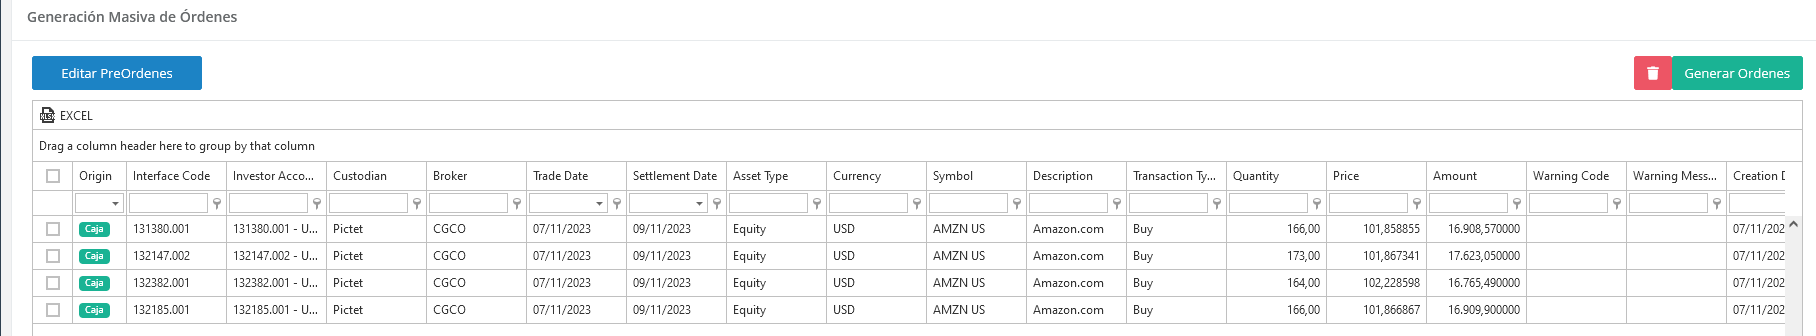 Generación Masiva de Órdenes
Editar PreOrdenes Generar Ordenes
EXCEL
Drag a column header here to group by that column
Origin Interface Code Investor Acco... Custodian Broker Trade Date Settlement Date Asset Type Currency Symbol Description Transaction Ty... Quantity Price Amount Warning Code Warning Mess... Creation D
Caja 131380.001 131380.001 - U... Pictet CGCO 07/11/2023 09/11/2023 Equity USD AMZN US Amazon.com Buy 166,00 101,858855 16.908,570000 07/11/202
Caja 132147.002 132147.002 - U... Pictet CGCO 07/11/2023 09/11/2023 Equity USD AMZN US Amazon.com Buy 173,00 101,867341 17.623,050000 07/11/202
Caja 132382.001 132382.001 - U... Pictet CGCO 07/11/2023 09/11/2023 Equity USD AMZN US Amazon.com Buy 164,00 102,228598 16.765,490000 07/11/202
Caja 132185.001 132185.001 - U... Pictet CGCO 07/11/2023 09/11/2023 Equity USD AMZN US Amazon.com Buy 166,00 101,866867 16.909,900000 07/11/202